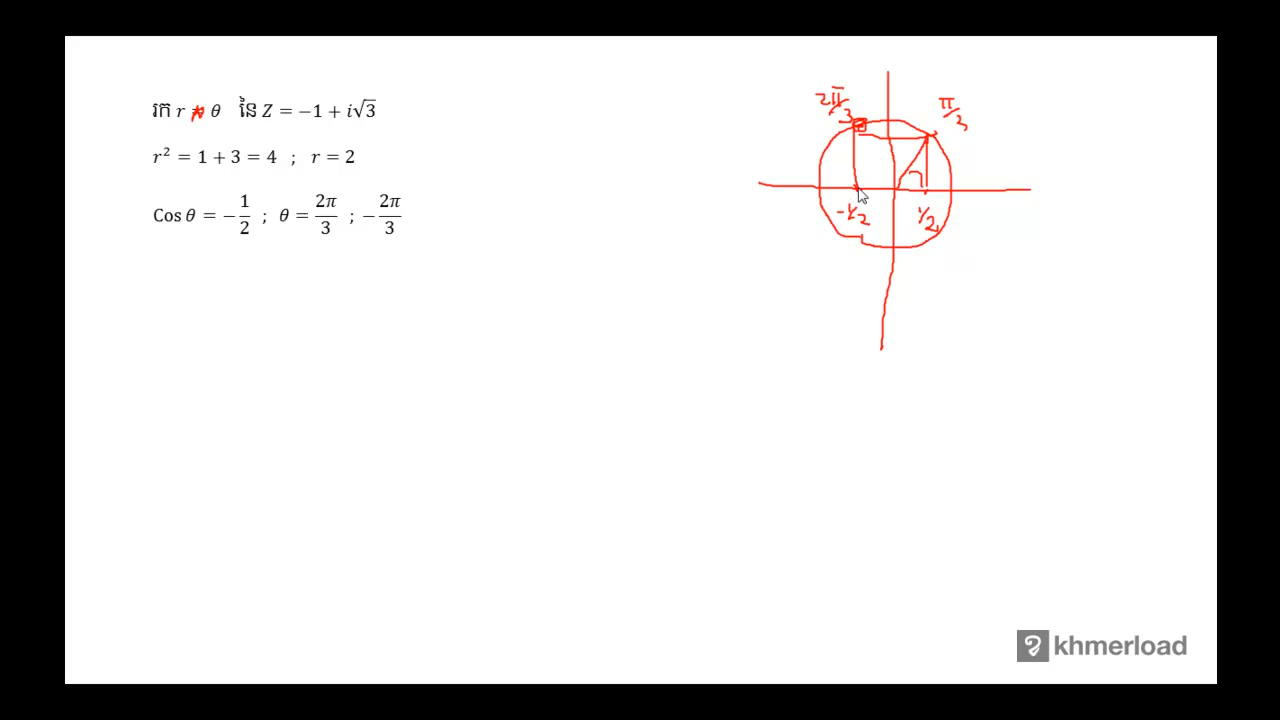 រក r θ នៃ Z = −1 + i√3
r² = 1 + 3 = 4 ; r = 2
Cos θ = −1/2 ; θ = 2π/3 ; −2π/3
2π/3
π/3
-1/2
1/2
khmerload